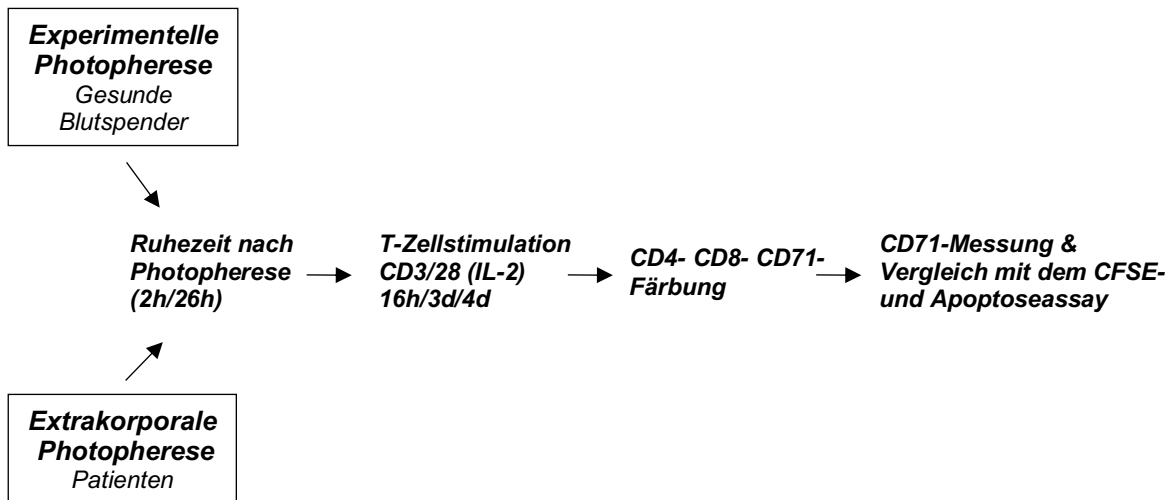 Experimentelle
Photopherese
Gesunde
Blutspender
Ruhezeit nach
Photopherese
(2h/26h)
T-Zellstimulation
CD3/28 (IL-2)
16h/3d/4d
CD4- CD8- CD71-
Färbung
CD71-Messung &
Vergleich mit dem CFSE-
und Apoptoseassay
Extrakorporale
Photopherese
Patienten